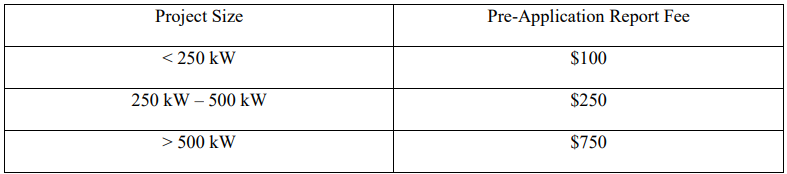 Project Size Pre-Application Report Fee
< 250 kW $100
250 kW – 500 kW $250
> 500 kW $750